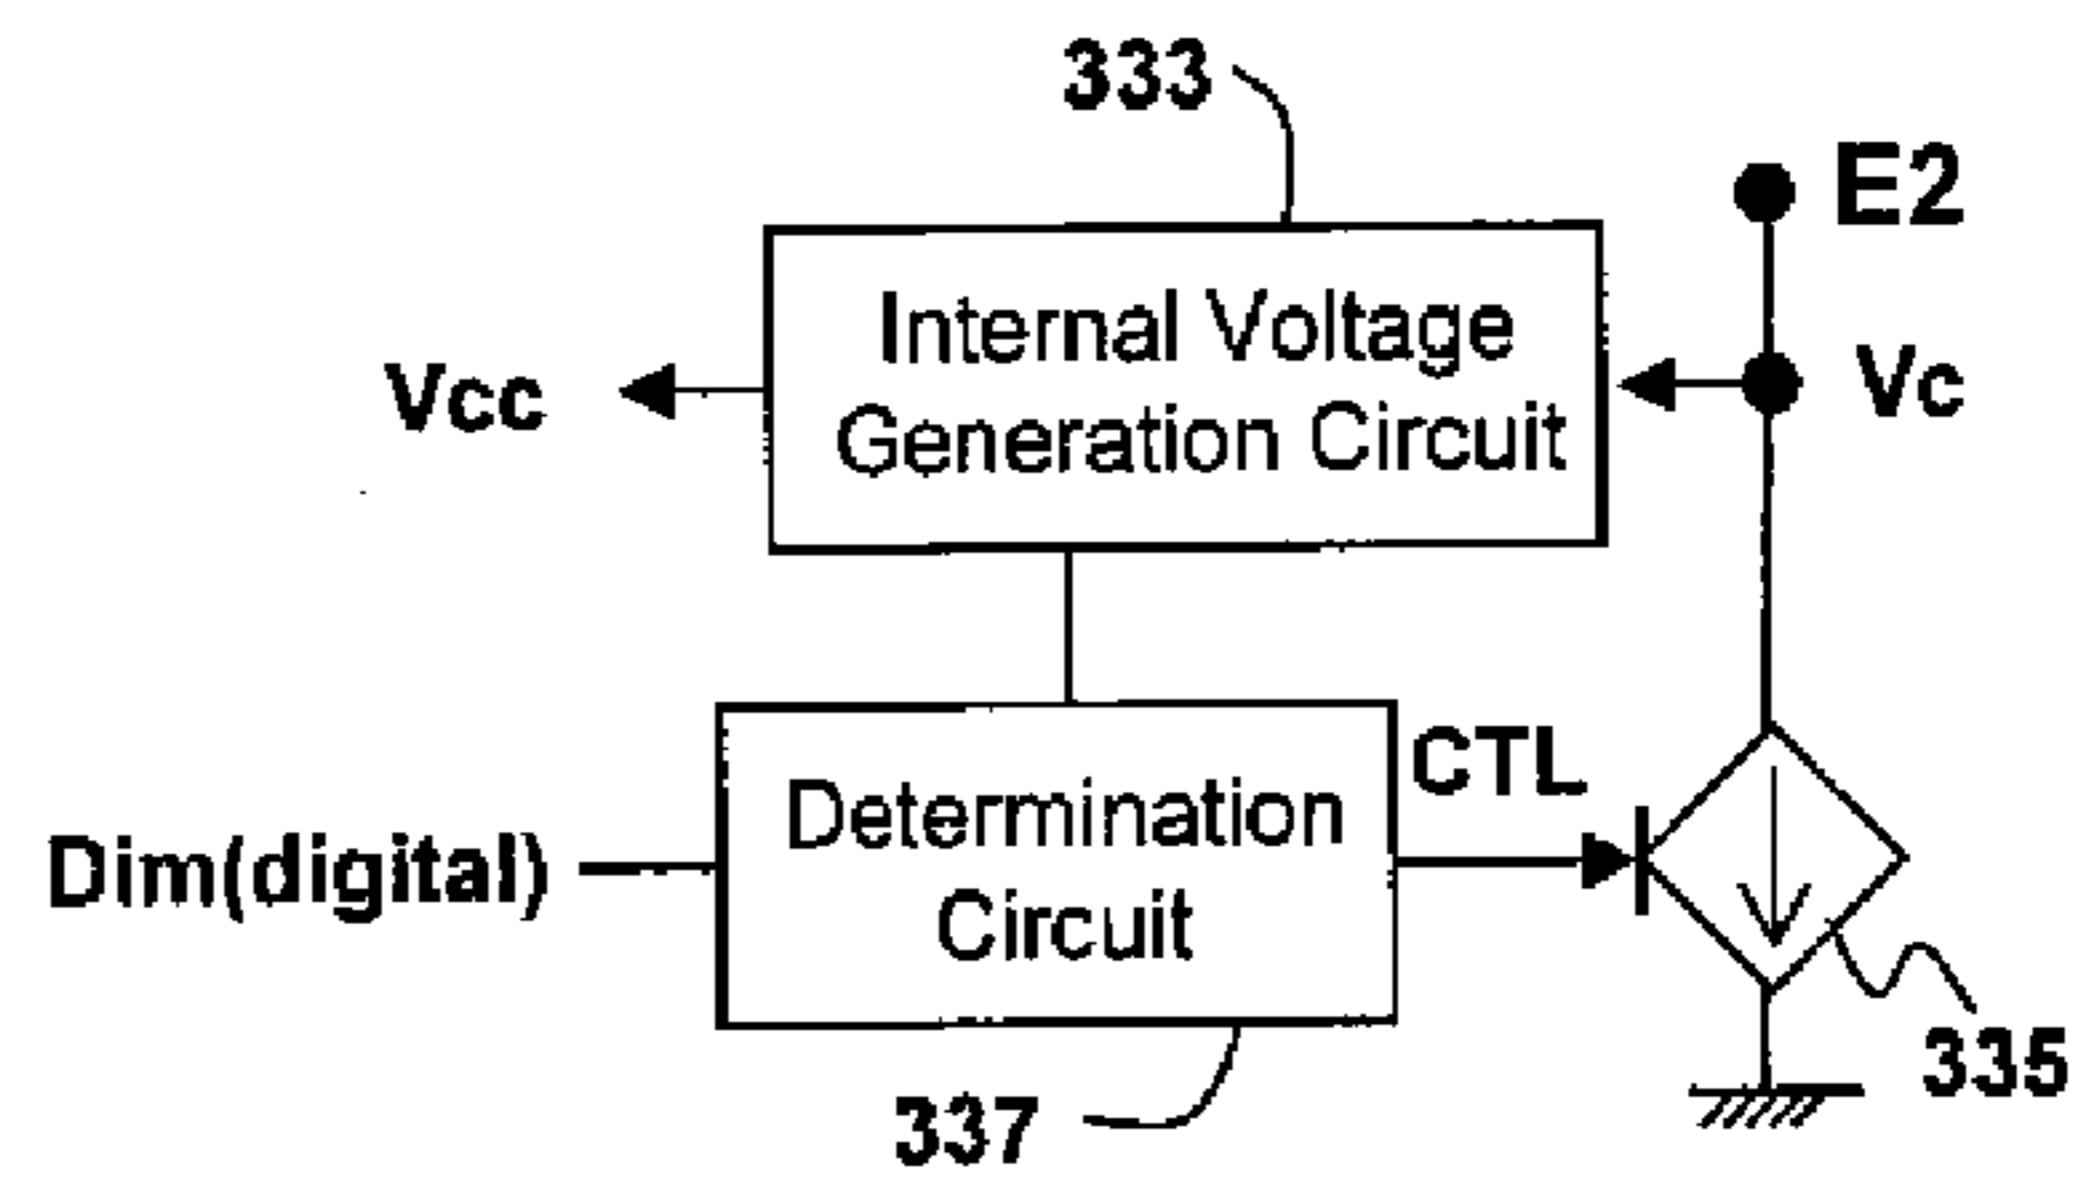 333
E2
Internal Voltage
Generation Circuit
Vcc
Vc
CTL
Determination
Circuit
Dim(digital)
335
337